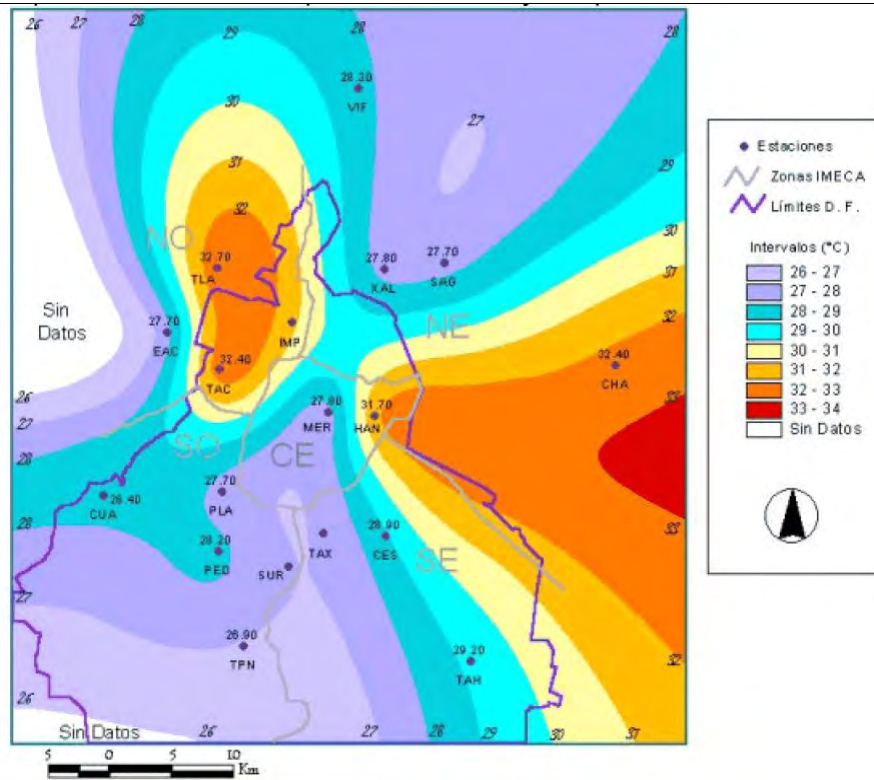 26 27 28 29 28 28
28.30
VIF
30
27
29
31
32
NO
30
32.70
TLA
27.80
XAL
27.70
SAG
31
Sin
Datos
27.70
EAC
IMP
NE
32
32.40
TAC
32.40
CHA
26
33
27
27.80
MER
31.70
HAN
SO
CE
28
27.70
PLA
CUA
28
28.90
CES
33
28.20
PED
TAX
SUR
SE
27
26.90
TPN
29.20
TAH
32
26
Sin Datos
26 27 28 29 30 31
5 0 5 10
Km
Estaciones
Zonas IMECA
Límites D. F.
Intervalos (°C)
26 - 27
27 - 28
28 - 29
29 - 30
30 - 31
31 - 32
32 - 33
33 - 34
Sin Datos